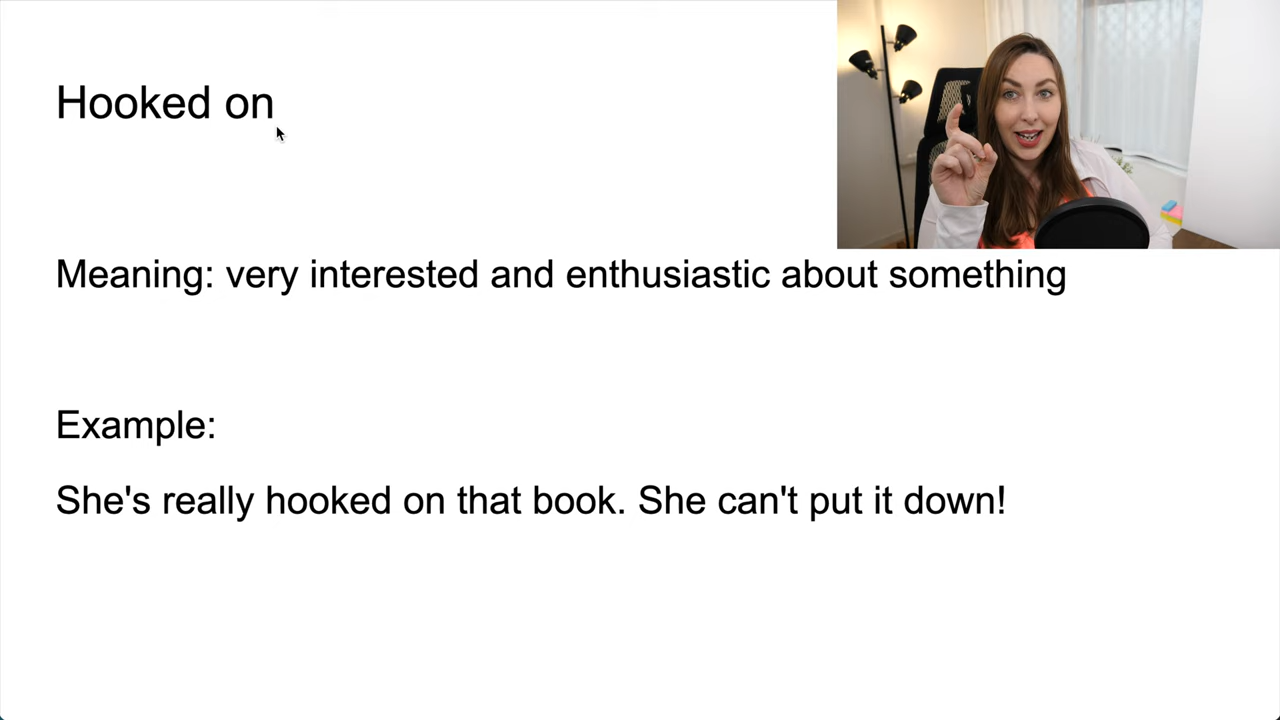 Hooked on
Meaning: very interested and enthusiastic about something
Example:
She's really hooked on that book. She can't put it down!